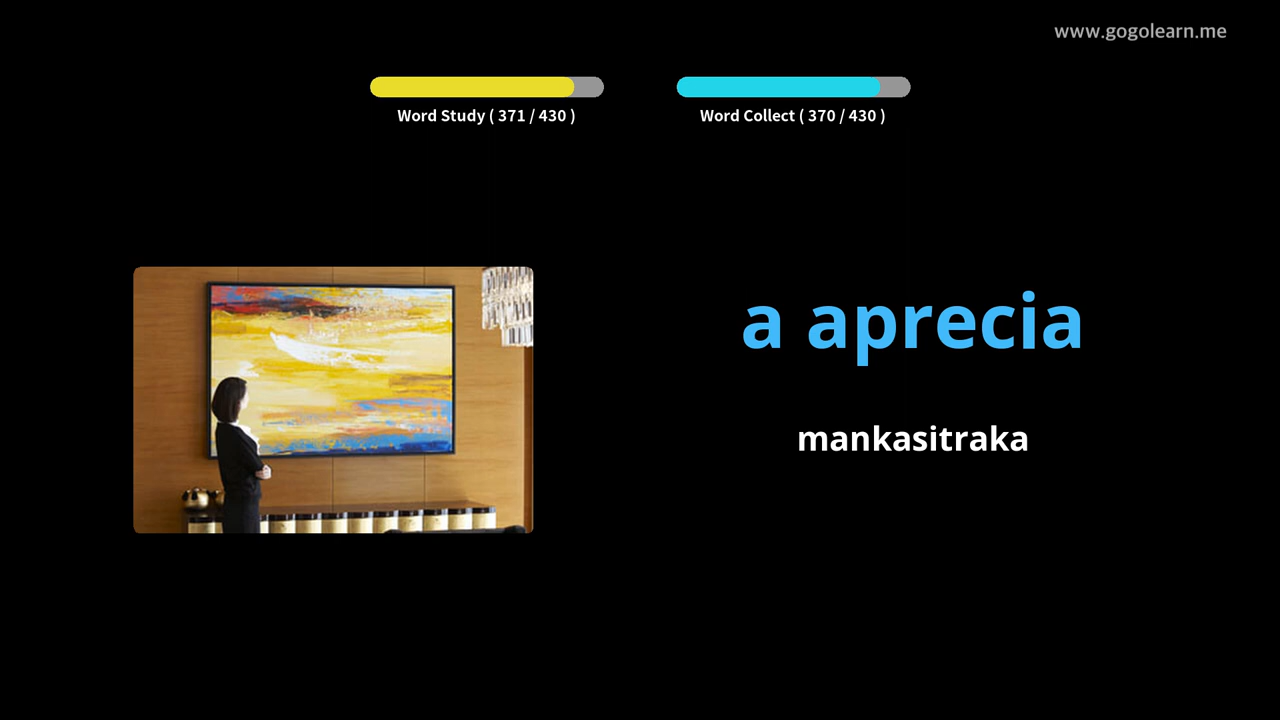 www.gogolearn.me
Word Study ( 371 / 430 )
Word Collect ( 370 / 430 )
a aprecia
mankasitraka